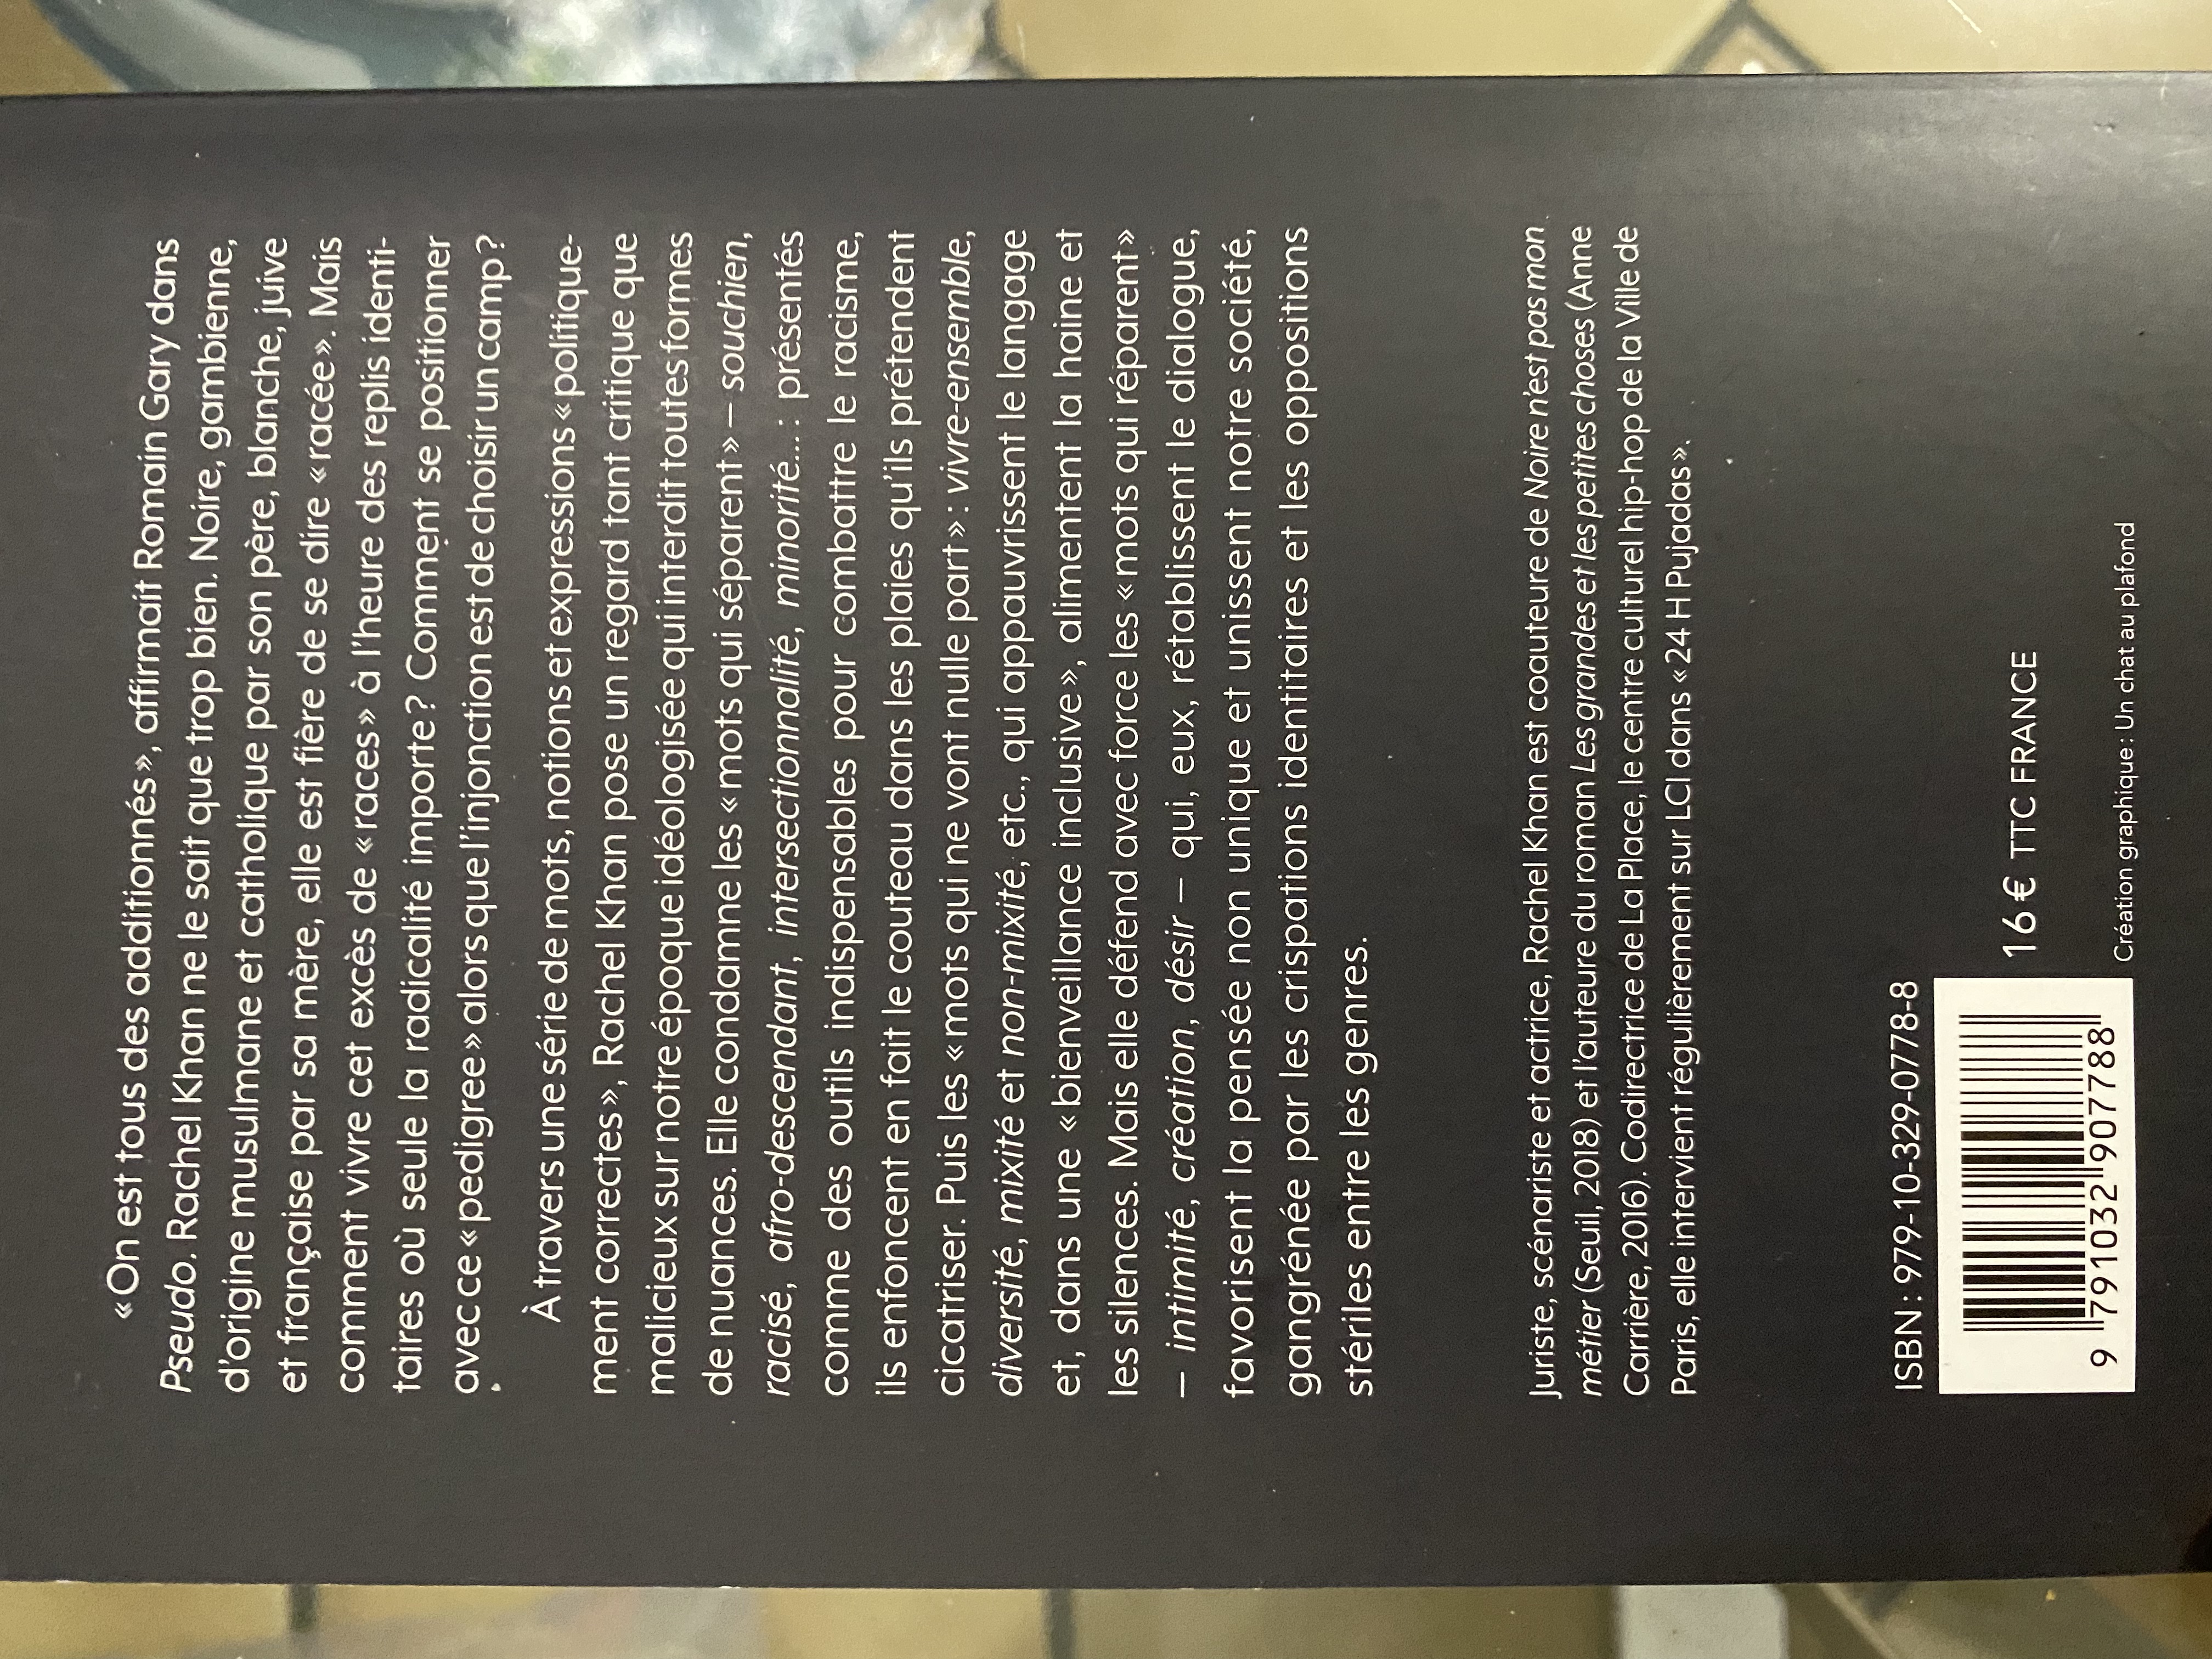 « On est tous des additionnés », affirmait Romain Gary dans
Pseudo. Rachel Khan ne le sait que trop bien. Noire, gambienne,
d'origine musulmane et catholique par son père, blanche, juive
et française par sa mère, elle est fière de se dire « racée ». Mais
comment vivre cet excès de « races » à l'heure des replis identi-
taires où seule la radicalité importe ? Comment se positionner
avec ce « pedigree » alors que l'injonction est de choisir un camp ?
À travers une série de mots, notions et expressions « politique-
ment correctes », Rachel Khan pose un regard tant critique que
malicieux sur notre époque idéologisée qui interdit toutes formes
de nuances. Elle condamne les « mots qui séparent » – souchien,
racisé, afro-descendant, intersectionnalité, minorité... : présentés
comme des outils indispensables pour combattre le racisme,
ils enfoncent en fait le couteau dans les plaies qu'ils prétendent
cicatriser. Puis les « mots qui ne vont nulle part » : vivre-ensemble,
diversité, mixité et non-mixité, etc., qui appauvrissent le langage
et, dans une « bienveillance inclusive », alimentent la haine et
les silences. Mais elle défend avec force les « mots qui réparent »
– intimité, création, désir – qui, eux, rétablissent le dialogue,
favorisent la pensée non unique et unissent notre société,
gangrénée par les crispations identitaires et les oppositions
stériles entre les genres.
Juriste, scénariste et actrice, Rachel Khan est coauteure de Noire n'est pas mon
métier (Seuil, 2018) et l'auteure du roman Les grandes et les petites choses (Anne
Carrière, 2016). Codirectrice de La Place, le centre culturel hip-hop de la Ville de
Paris, elle intervient régulièrement sur LCI dans « 24 H Pujadas ».
ISBN : 979-10-329-0778-8
9 791032 907788
16 € TTC FRANCE
Création graphique : Un chat au plafond